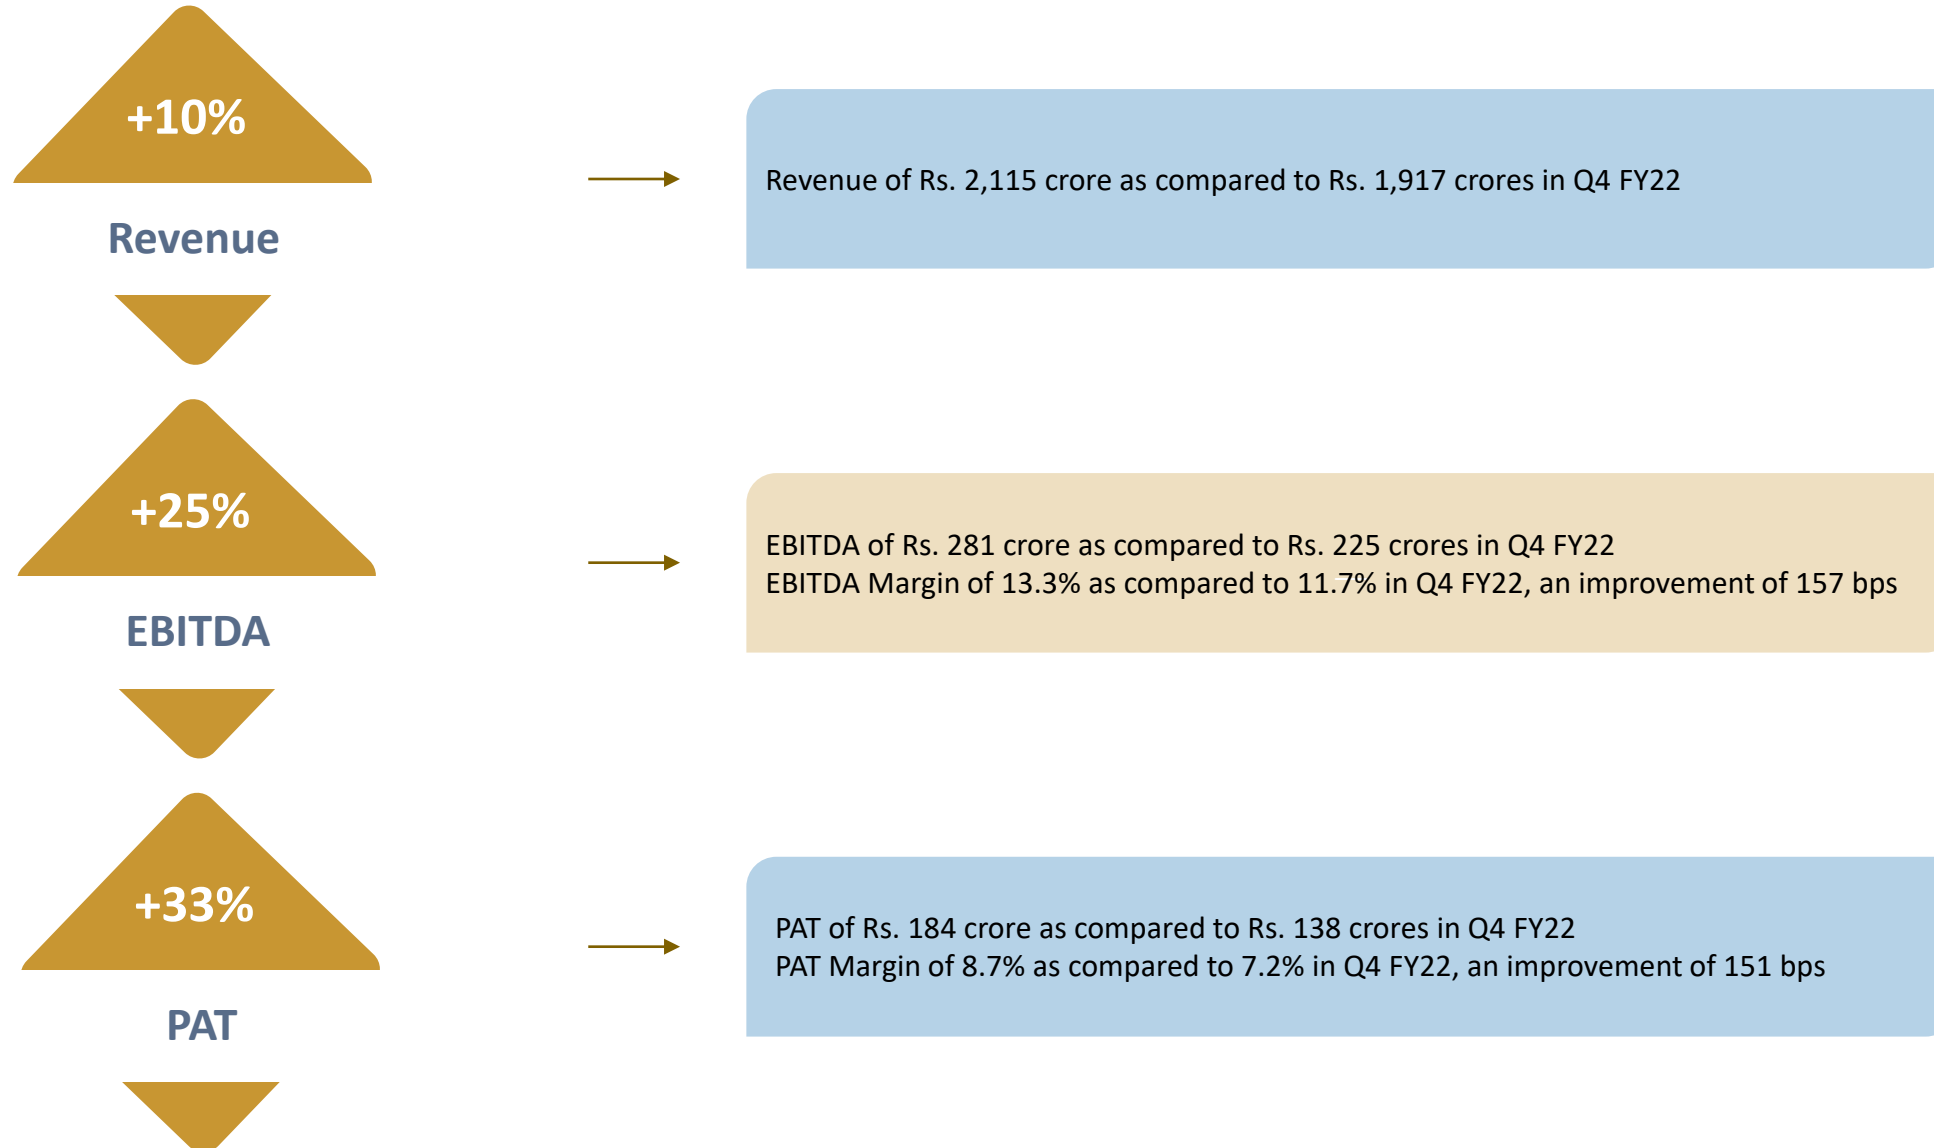 +10%
Revenue
Revenue of Rs. 2,115 crore as compared to Rs. 1,917 crores in Q4 FY22
+25%
EBITDA
EBITDA of Rs. 281 crore as compared to Rs. 225 crores in Q4 FY22
EBITDA Margin of 13.3% as compared to 11.7% in Q4 FY22, an improvement of 157 bps
+33%
PAT
PAT of Rs. 184 crore as compared to Rs. 138 crores in Q4 FY22
PAT Margin of 8.7% as compared to 7.2% in Q4 FY22, an improvement of 151 bps